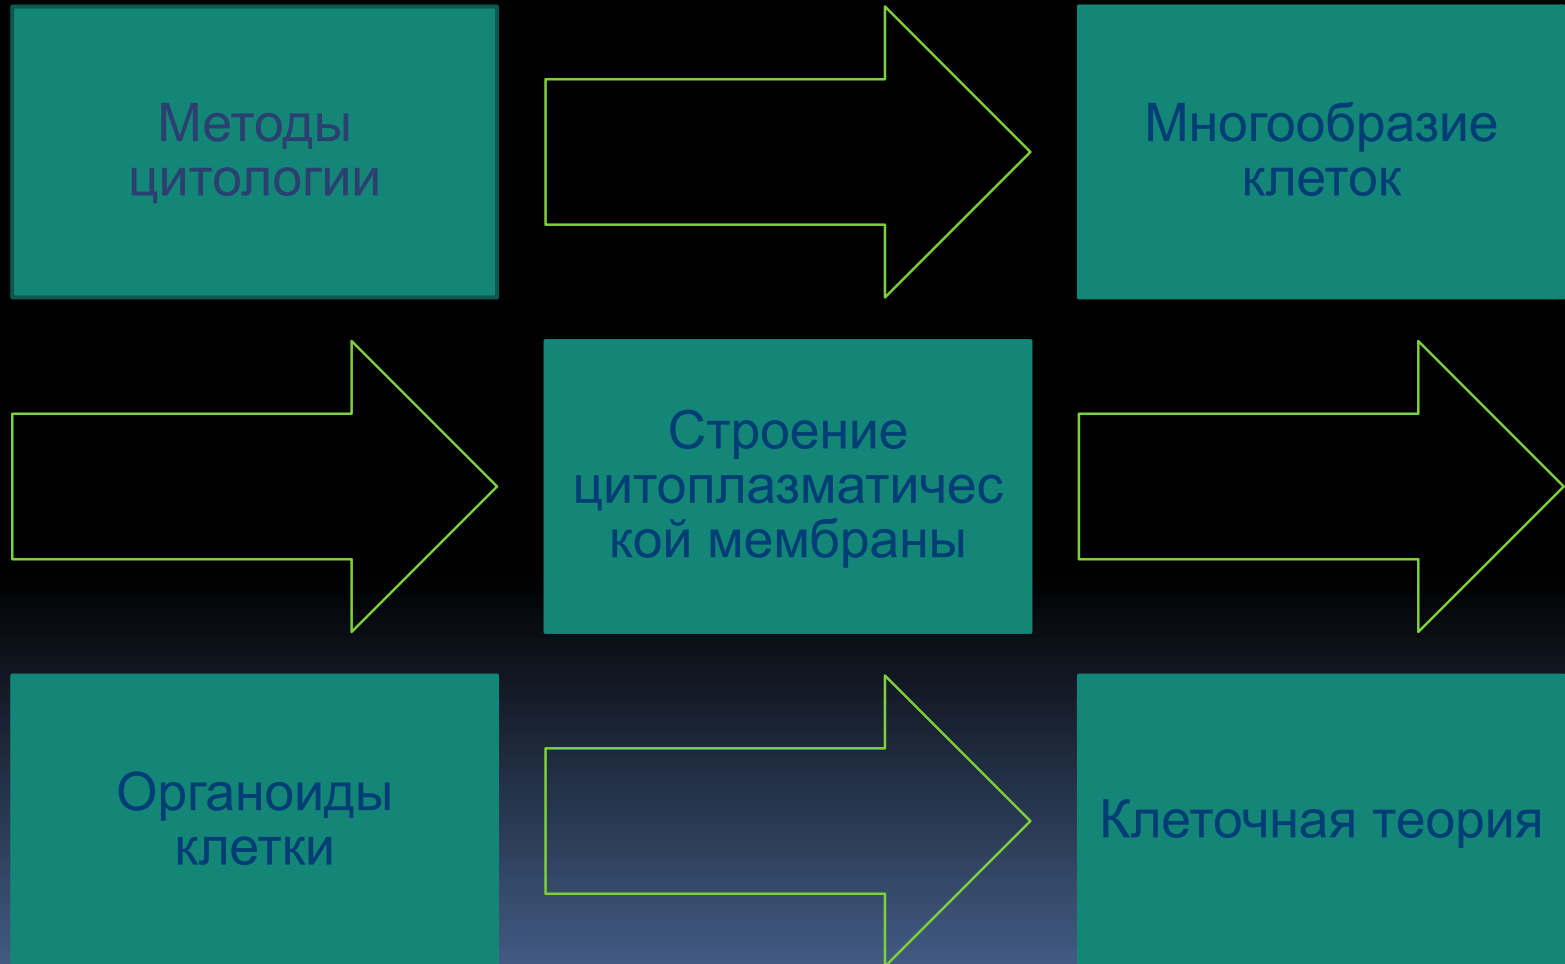 Методы
цитологии
Многообразие
клеток
Строение
цитоплазматичес
кой мембраны
Органоиды
клетки
Клеточная теория